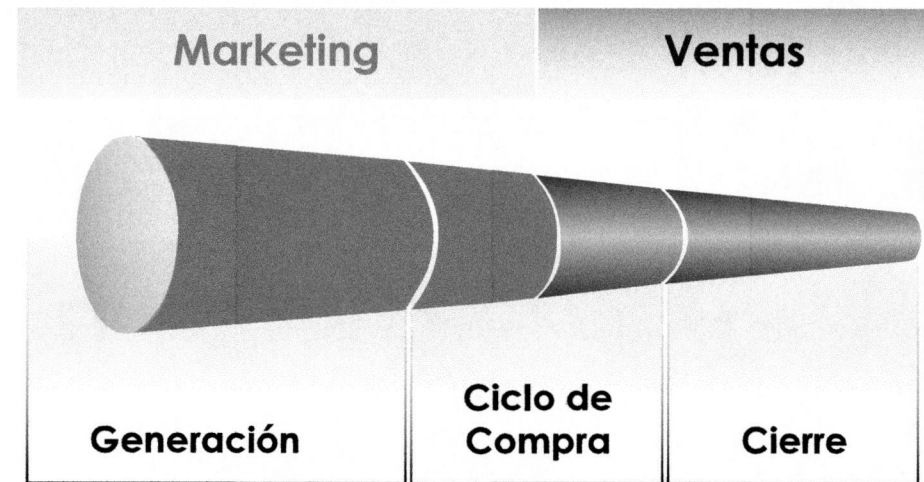 Marketing
Ventas
Generación
Ciclo de
Compra
Cierre